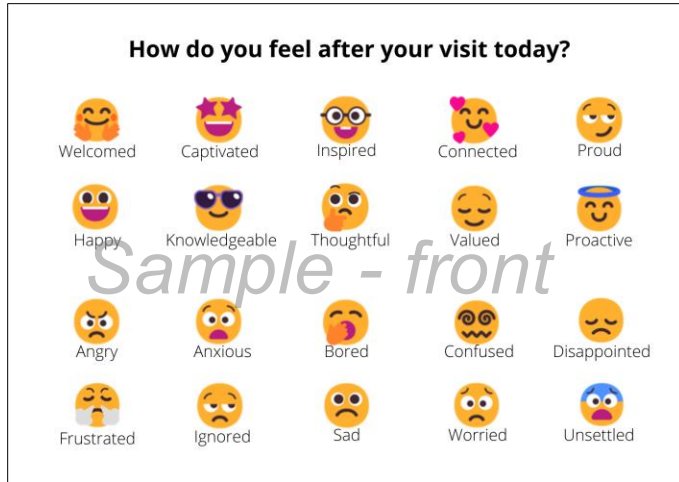 How do you feel after your visit today?
Welcomed Captivated Inspired Connected Proud
Happy Knowledgeable Thoughtful Valued Proactive
Sample - front
Angry Anxious Bored Confused Disappointed
Frustrated Ignored Sad Worried Unsettled